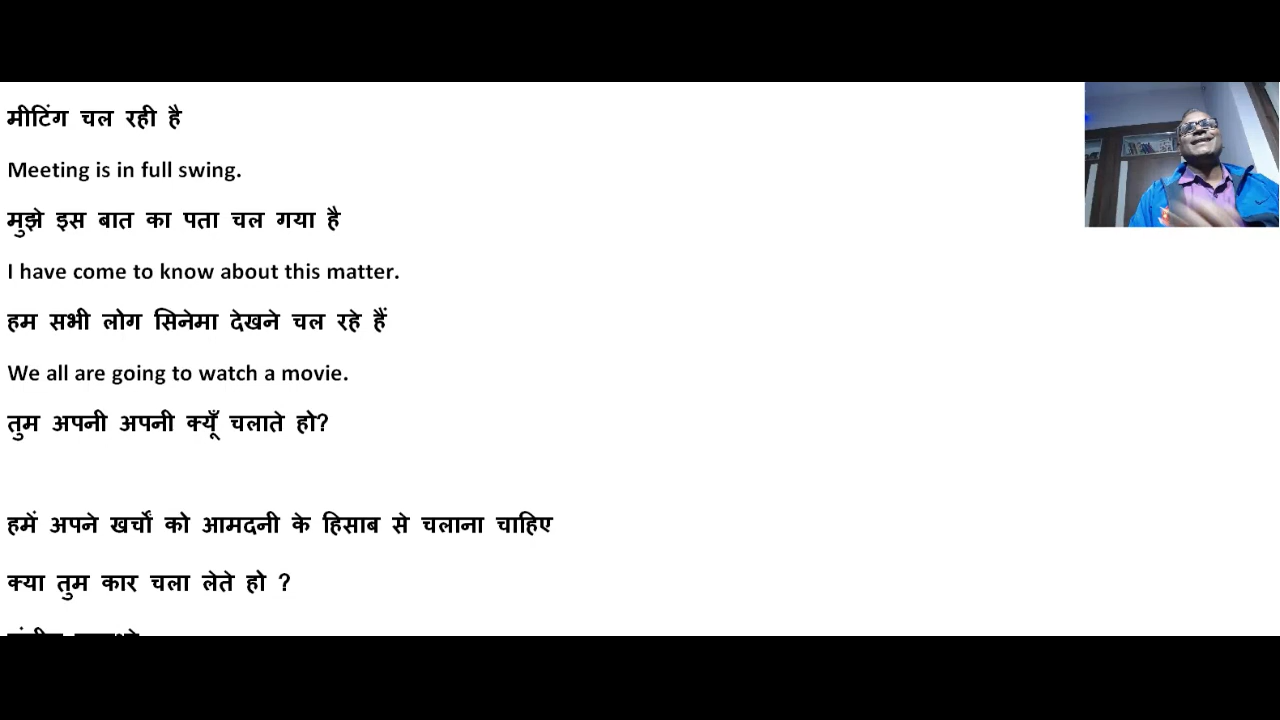 मीटिंग चल रही है
Meeting is in full swing.
मुझे इस बात का पता चल गया है
I have come to know about this matter.
हम सभी लोग सिनेमा देखने चल रहे हैं
We all are going to watch a movie.
तुम अपनी अपनी क्यूँ चलाते हो?
हमें अपने खर्चों को आमदनी के हिसाब से चलाना चाहिए
क्या तुम कार चला लेते हो ?